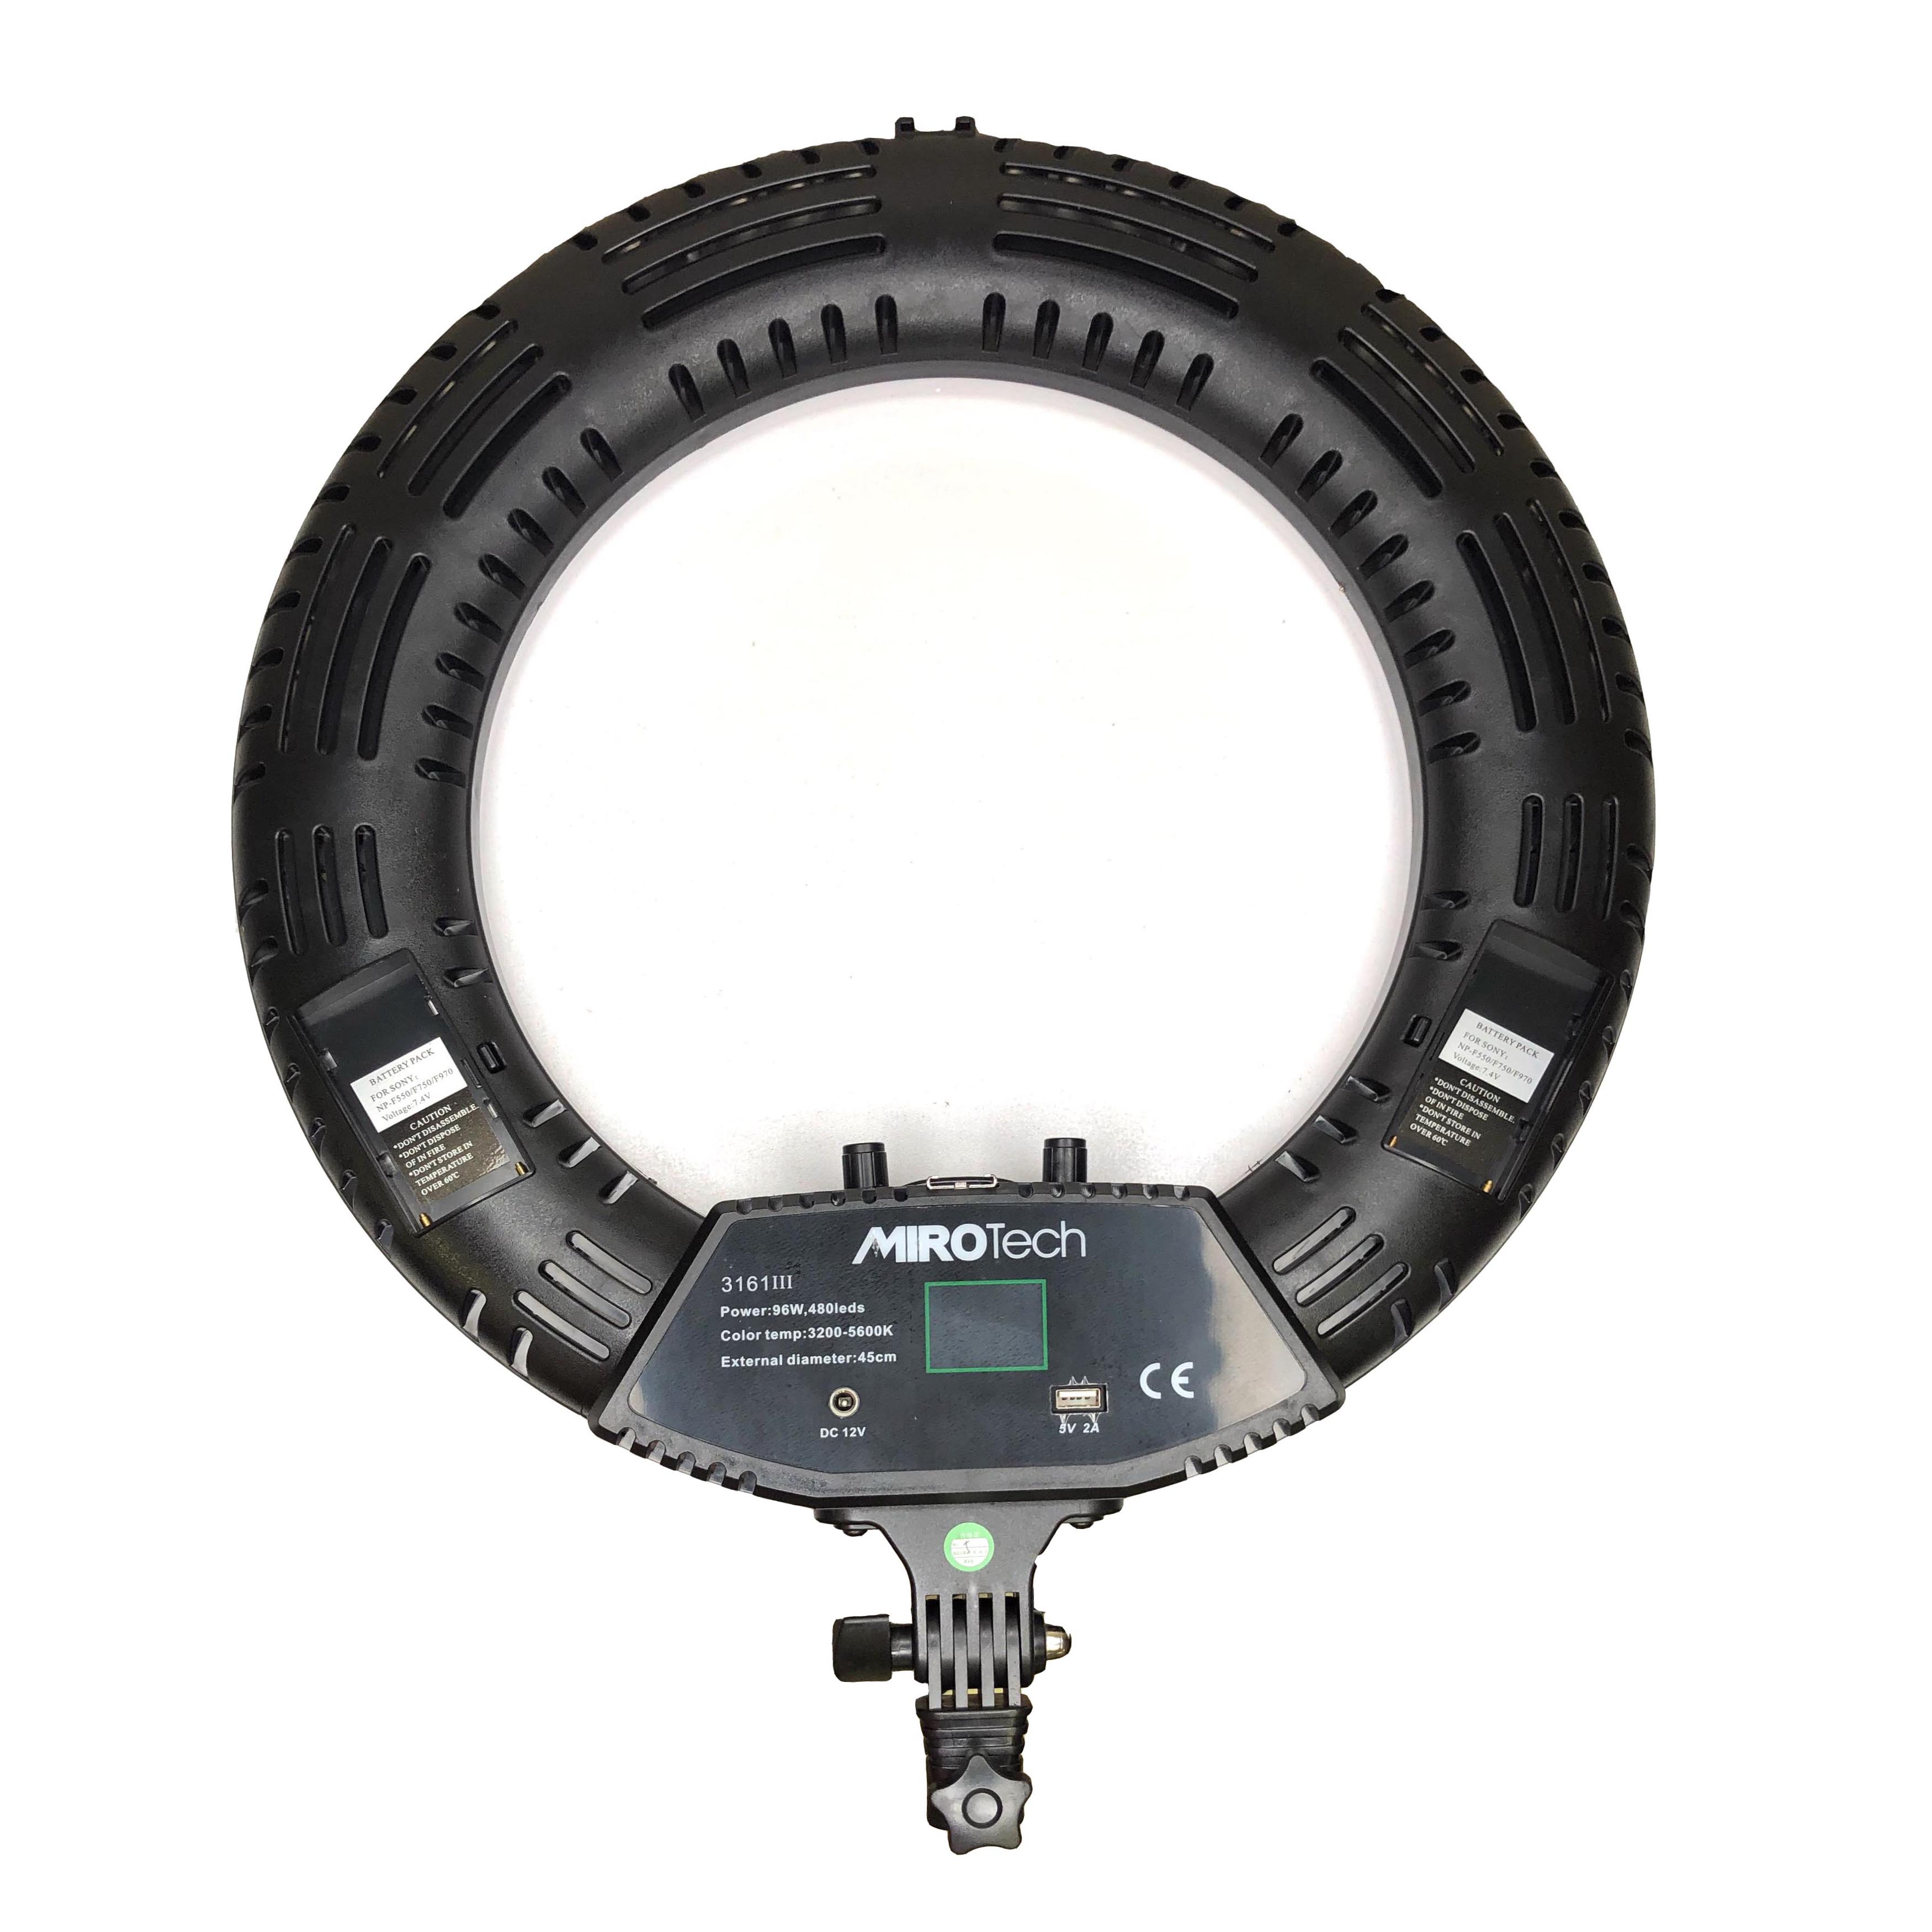 BATTERY PACK
FOR SONY:
NP-F550/F750/F970
Voltage:7.4V
CAUTION
*DON'T DISASSEMBLE.
*DON'T DISPOSE
OF IN FIRE
*DON'T STORE IN
TEMPERATURE
OVER 60℃
BATTERY PACK
FOR SONY:
NP-F550/F750/F970
Voltage:7.4V
CAUTION
*DON'T DISASSEMBLE.
*DON'T DISPOSE
OF IN FIRE
*DON'T STORE IN
TEMPERATURE
OVER 60℃
MIROTech
3161III
Power:96W,480leds
Color temp:3200-5600K
External diameter:45cm
CE
DC 12V
5V 2A